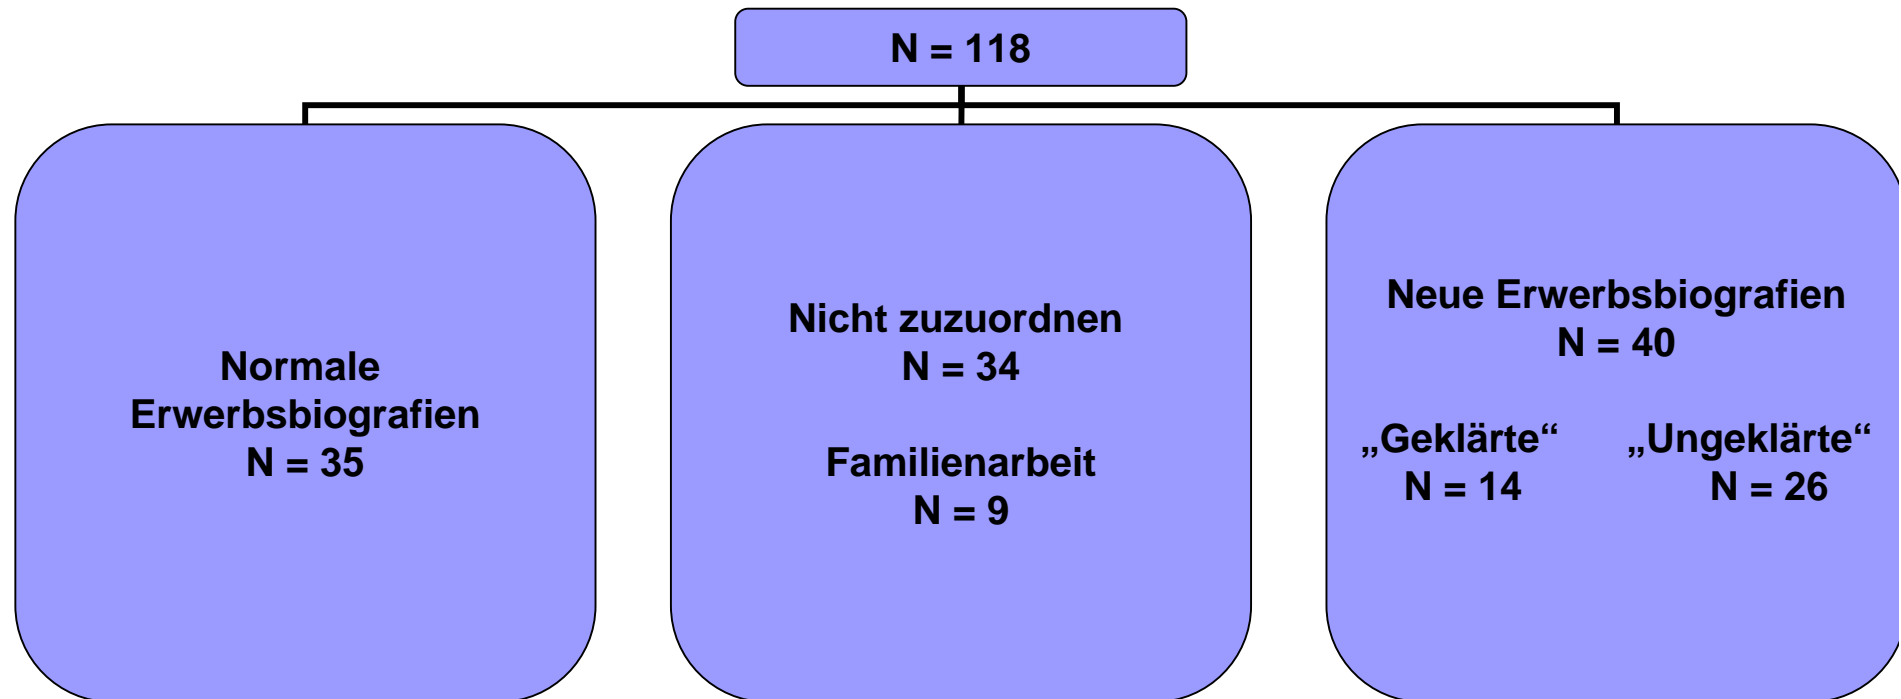 N = 118
Normale
Erwerbsbiografien
N = 35
Nicht zuzuordnen
N = 34
Familienarbeit
N = 9
Neue Erwerbsbiografien
N = 40
„Geklärte“ „Ungeklärte“
N = 14 N = 26